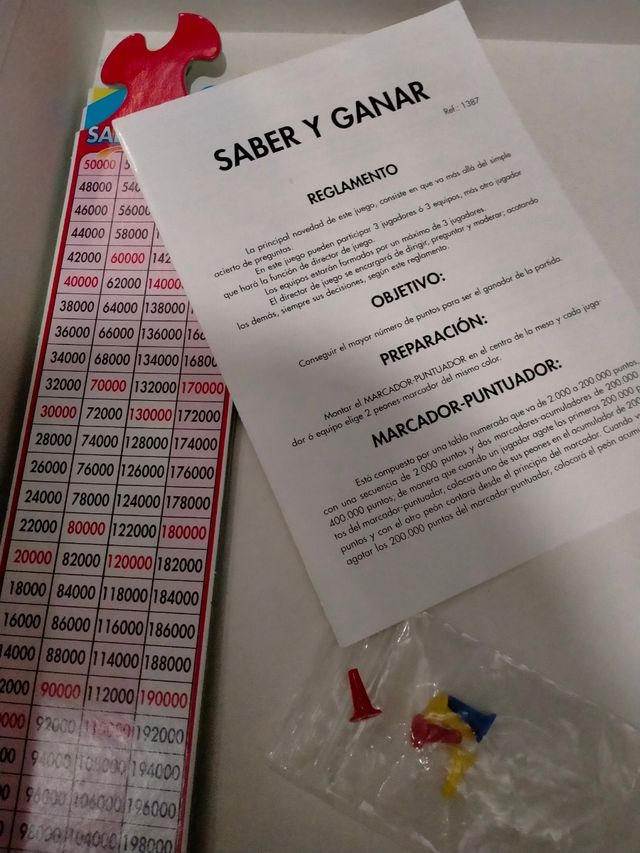 SABER Y GANAR
Ref.: 1387
REGLAMENTO
La principal novedad de este juego, consiste en que va más allá del simple
acierto de preguntas.
En este juego pueden participar 3 jugadores ó 3 equipos, más otro jugador
que hará la función de director de juego.
Los equipos estarán formados por un máximo de 3 jugadores.
El director de juego se encargará de dirigir, preguntar y moderar; acatando
los demás, siempre sus decisiones, según este reglamento.
OBJETIVO:
Conseguir el mayor número de puntos para ser el ganador de la partida.
PREPARACIÓN:
Montar el MARCADOR-PUNTUADOR en el centro de la mesa y cada juga-
dor ó equipo elige 2 peones marcador del mismo color.
MARCADOR-PUNTUADOR:
Está compuesto por una tabla numerada que va de 2.000 a 200.000 puntos,
con una secuencia de 2.000 puntos y dos marcadores-acumuladores de 200.000
400.000 puntos, de manera que cuando un jugador agote los primeros 200.000
tos del marcador-puntuador, colocará uno de sus peones en el acumulador de
puntos y con el otro peón contará desde el principio del marcador. Cuando
agotar los 200.000 puntos del marcador puntuador, colocará el peón
SA
50000
48000
46000 56000
44000 58000
42000 60000
40000 62000
38000 64000 138000
36000 66000 136000
34000 68000 134000
32000 70000 132000 170000
30000 72000 130000 172000
28000 74000 128000 174000
26000 76000 126000 176000
24000 78000 124000 178000
22000 80000 122000 180000
20000 82000 120000 182000
18000 84000 118000 184000
16000 86000 116000 186000
14000 88000 114000 188000
90000 112000 190000
92000 110000 192000
94000 108000 194000
96000 106000 196000
98000 104000 198000